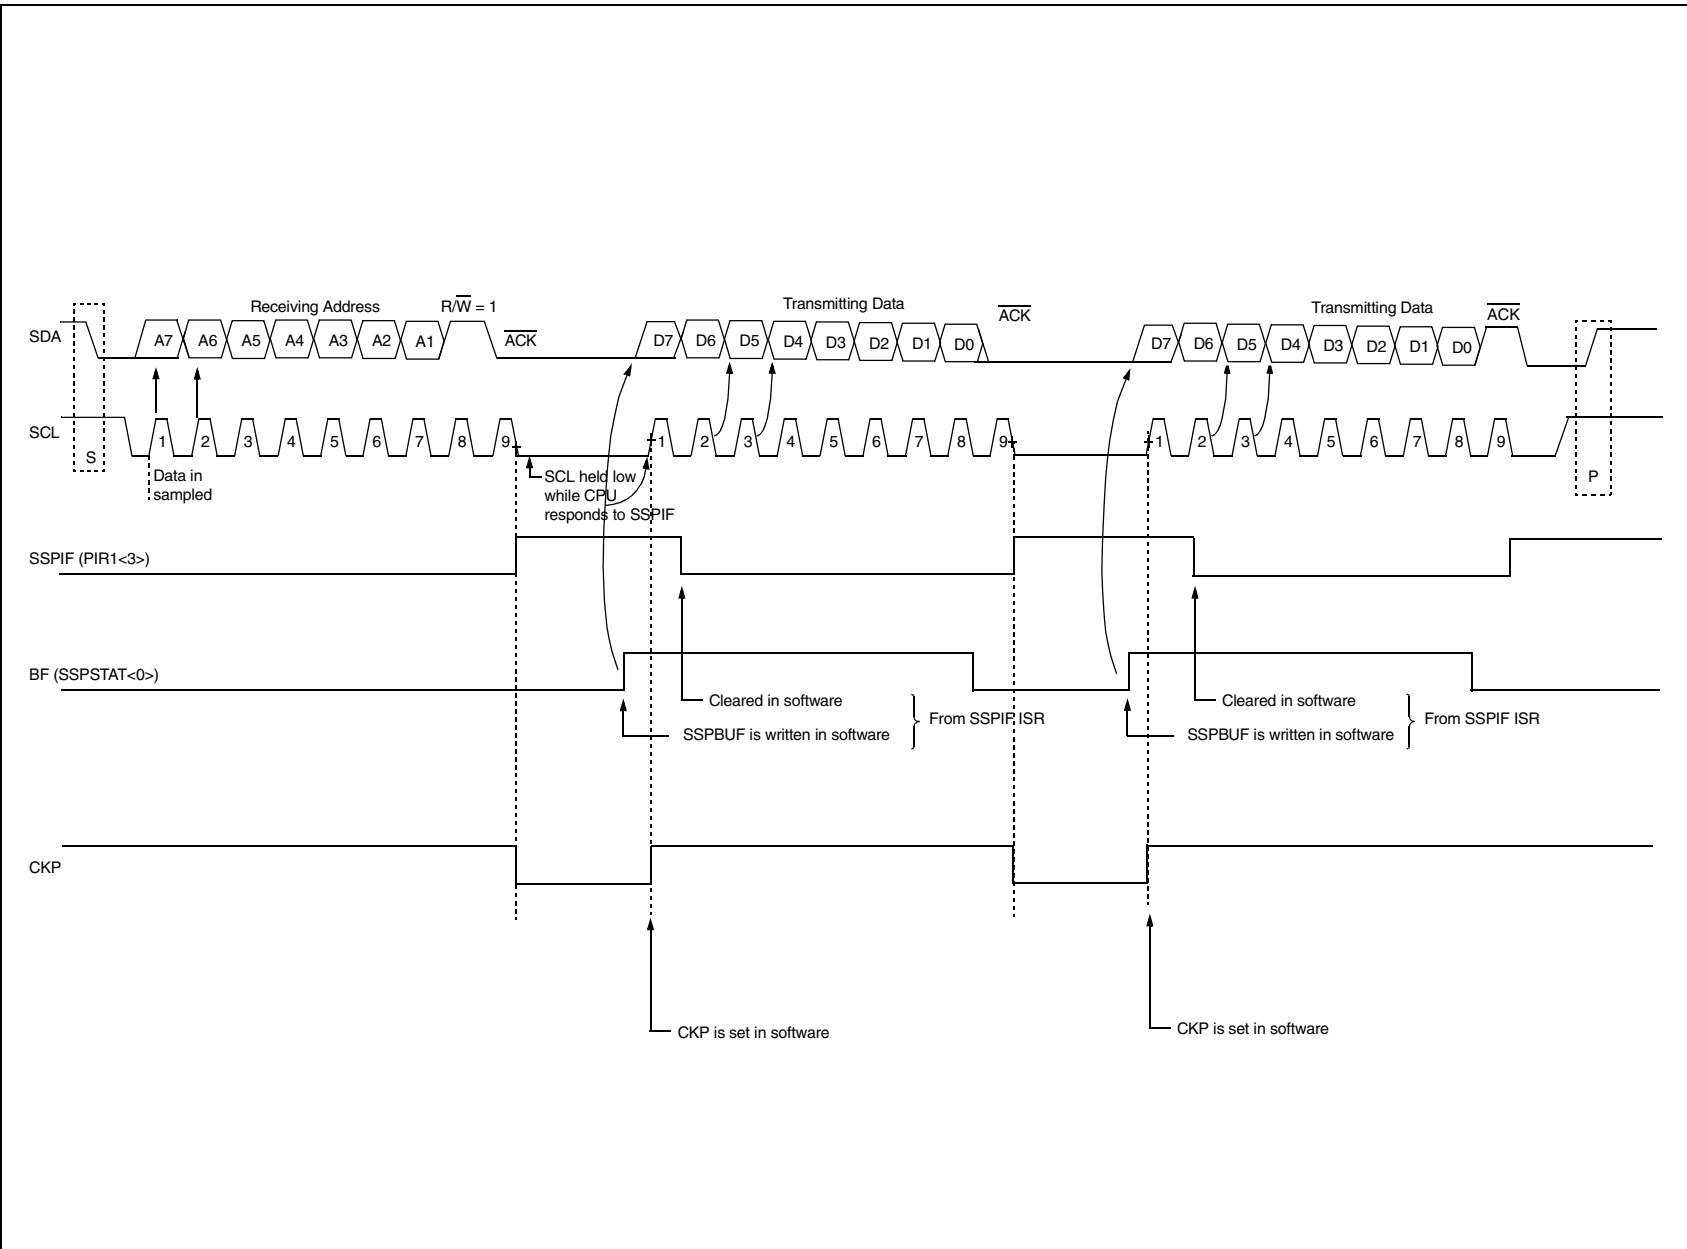 Receiving Address R/W = 1 ACK Transmitting Data ACK Transmitting Data ACK
SDA A7 A6 A5 A4 A3 A2 A1 D7 D6 D5 D4 D3 D2 D1 D0 D7 D6 D5 D4 D3 D2 D1 D0
SCL 1 2 3 4 5 6 7 8 9 1 2 3 4 5 6 7 8 9 1 2 3 4 5 6 7 8 9
S
P
Data in
sampled
SCL held low
while CPU
responds to SSPIF
SSPIF (PIR1<3>)
BF (SSPSTAT<0>)
Cleared in software
SSPBUF is written in software
From SSPIF ISR
Cleared in software
SSPBUF is written in software
From SSPIF ISR
CKP
CKP is set in software
CKP is set in software